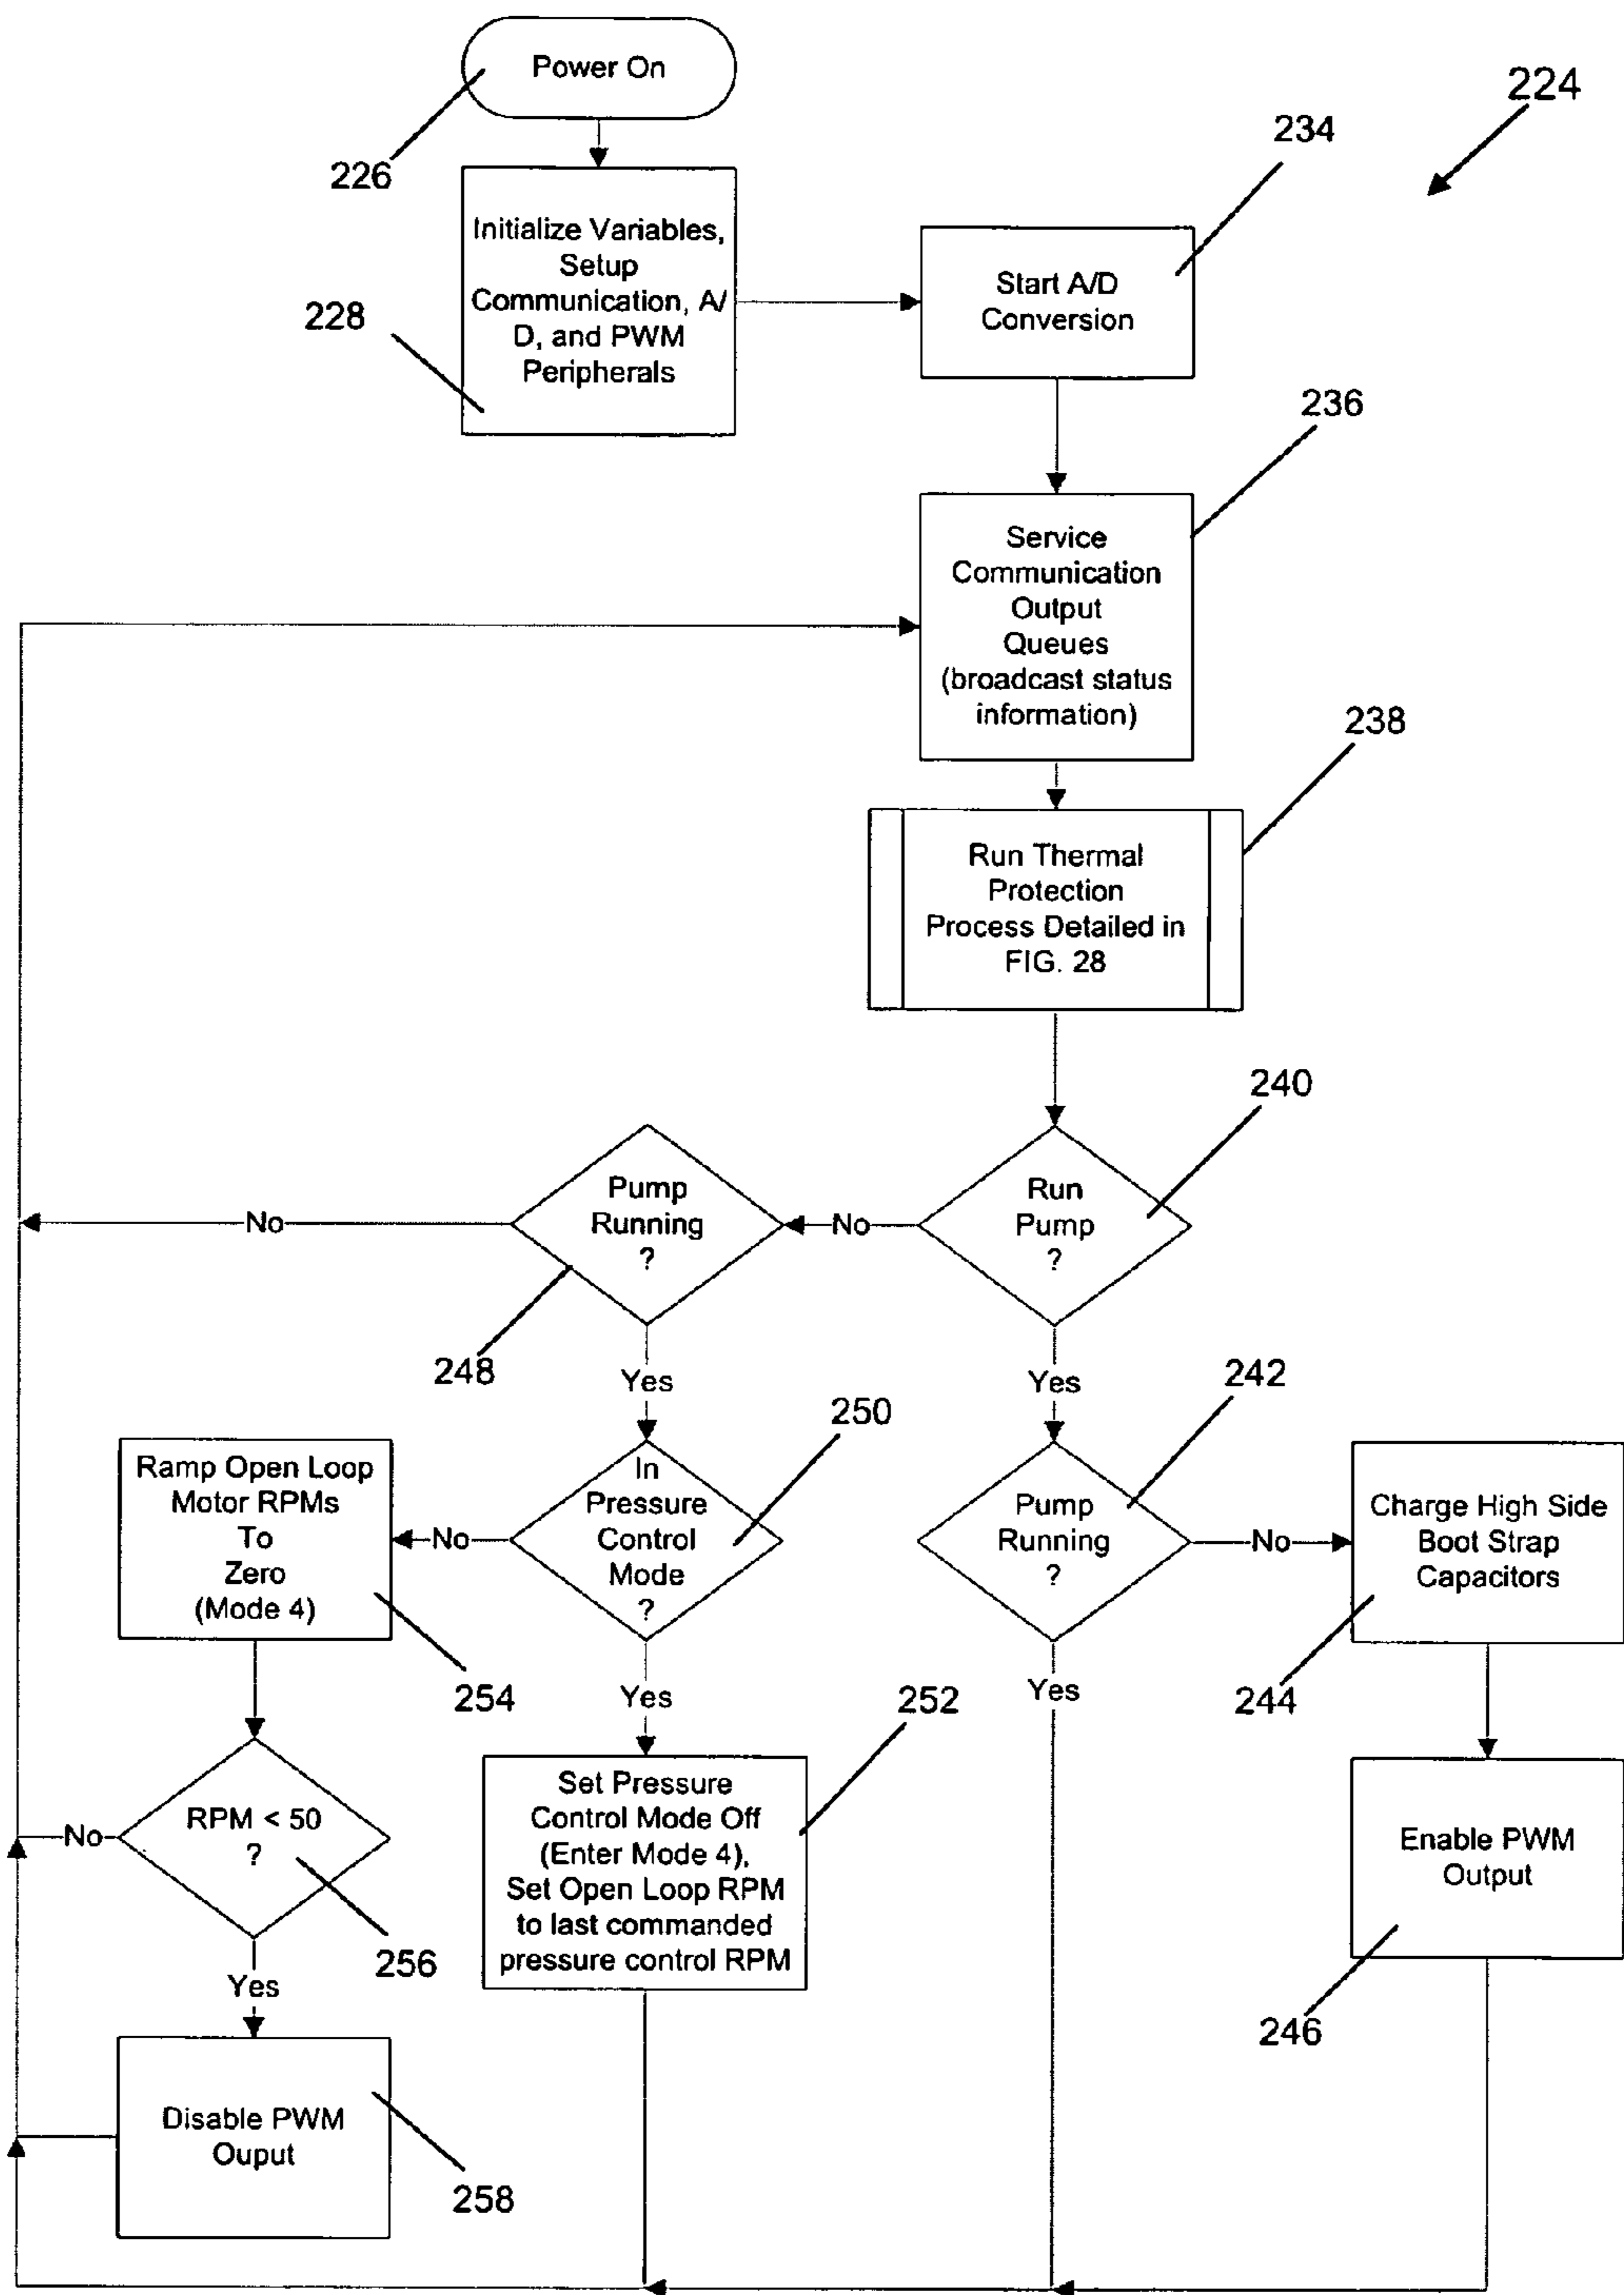 Power On
224
226
234
Initialize Variables,
Setup
Communication, A/
D, and PWM
Peripherals
228
Start A/D
Conversion
236
Service
Communication
Output
Queues
(broadcast status
information)
238
Run Thermal
Protection
Process Detailed in
FIG. 28
240
Run
Pump
?
No
Pump
Running
?
No
248
Yes
Yes
242
250
In
Pressure
Control
Mode
?
No
Ramp Open Loop
Motor RPMs
To
Zero
(Mode 4)
254
Pump
Running
?
No
Charge High Side
Boot Strap
Capacitors
244
Yes
Yes
252
Set Pressure
Control Mode Off
(Enter Mode 4),
Set Open Loop RPM
to last commanded
pressure control RPM
RPM < 50
?
No
256
Yes
Enable PWM
Output
246
Disable PWM
Ouput
258